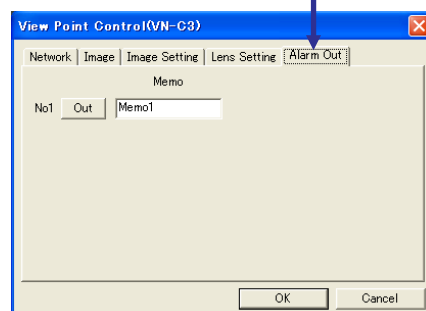 View Point Control(VN-C3)
Network Image Image Setting Lens Setting Alarm Out
Memo
No1 Out Memo1
OK Cancel